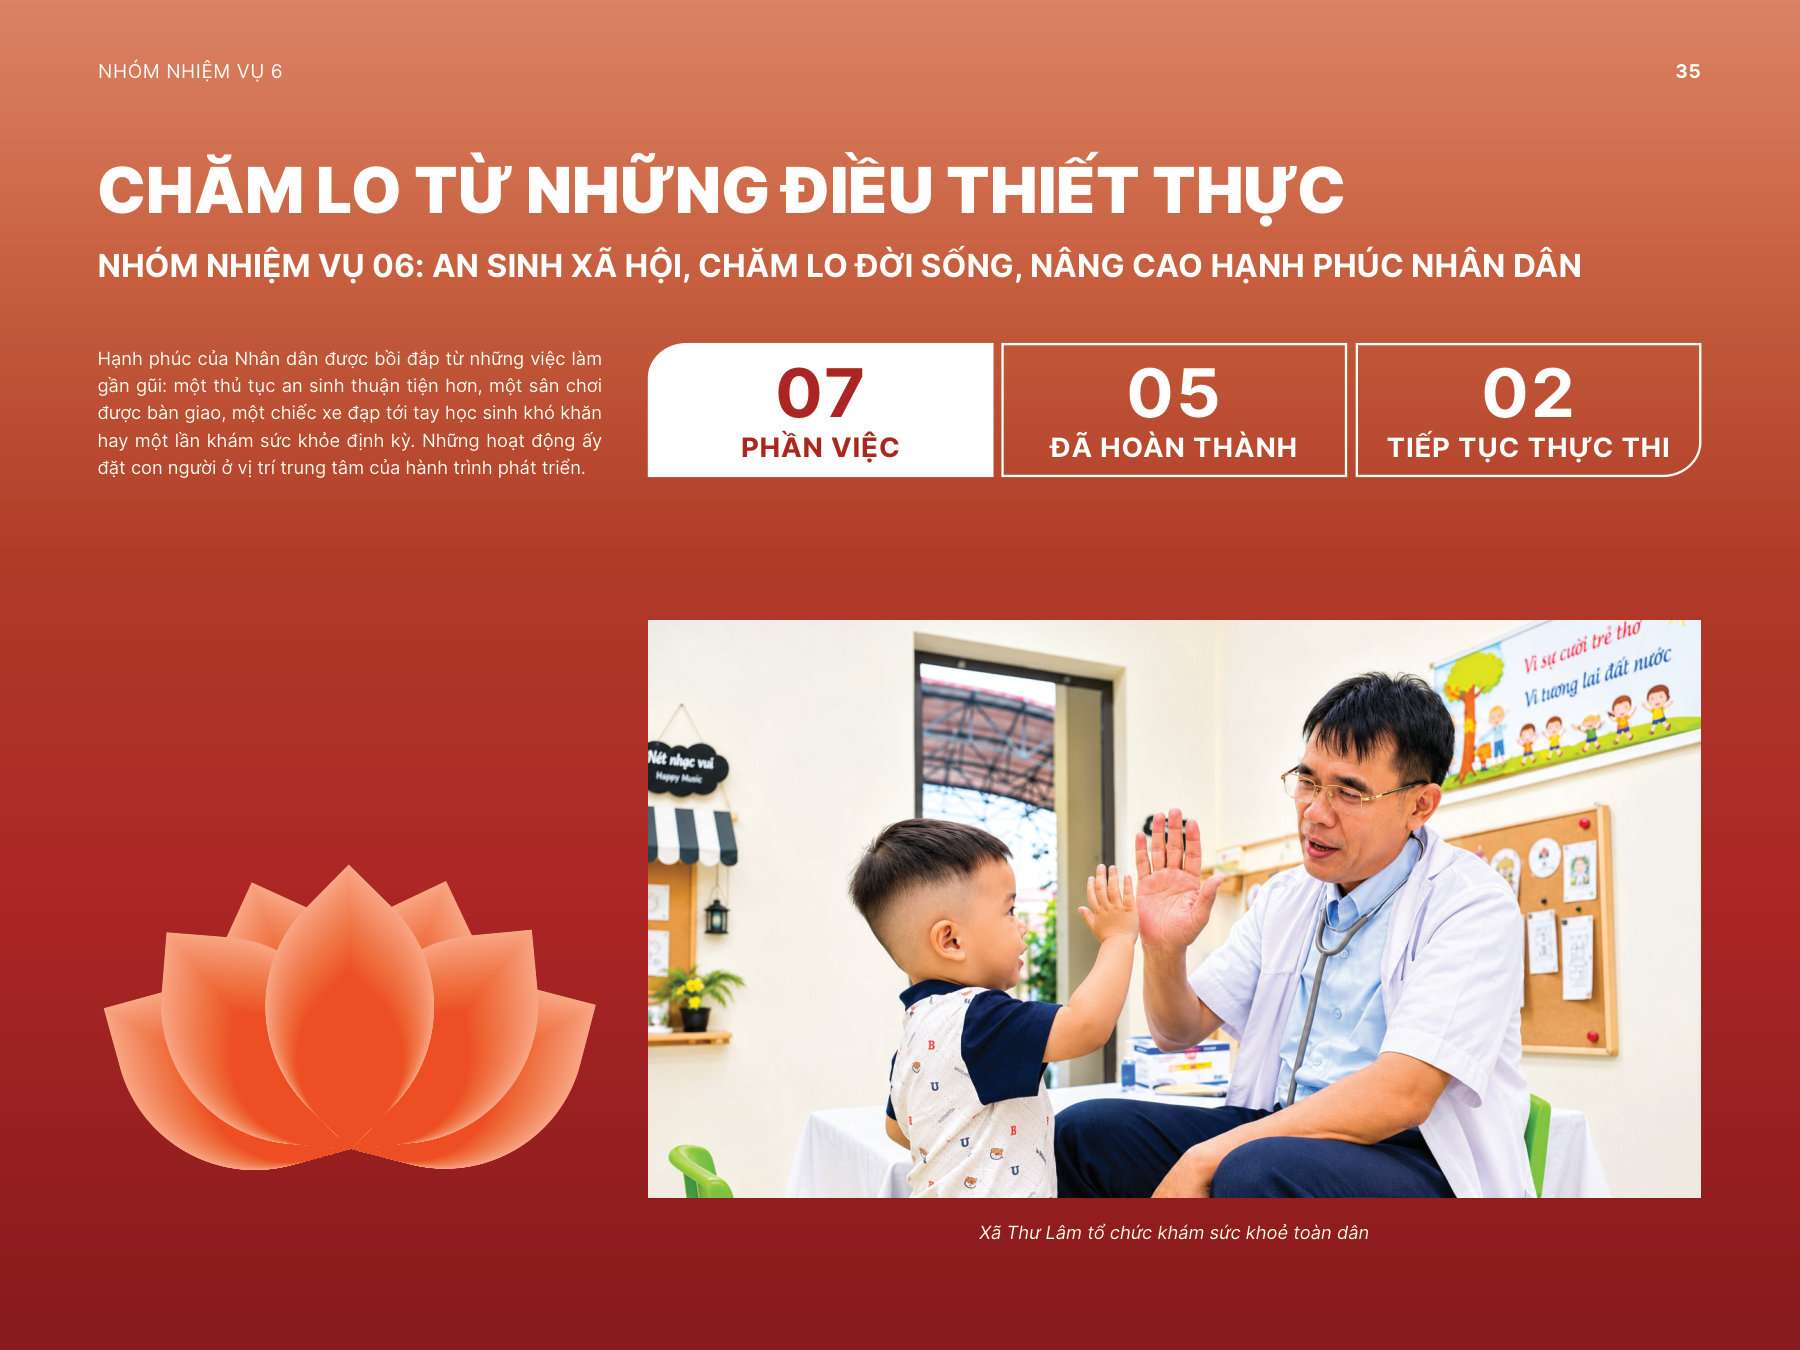 NHÓM NHIỆM VỤ 6
35
CHĂM LO TỪ NHỮNG ĐIỀU THIẾT THỰC
NHÓM NHIỆM VỤ 06: AN SINH XÃ HỘI, CHĂM LO ĐỜI SỐNG, NÂNG CAO HẠNH PHÚC NHÂN DÂN
Hạnh phúc của Nhân dân được bồi đắp từ những việc làm
gần gũi: một thủ tục an sinh thuận tiện hơn, một sân chơi
được bàn giao, một chiếc xe đạp tới tay học sinh khó khăn
hay một lần khám sức khỏe định kỳ. Những hoạt động ấy
đặt con người ở vị trí trung tâm của hành trình phát triển.
07
PHẦN VIỆC
05
ĐÃ HOÀN THÀNH
02
TIẾP TỤC THỰC THI
Vì sự cười trẻ thơ
Vì tương lai đất nước
Nét nhạc vui
Happy Music
B
U
B
U
U
Xã Thư Lâm tổ chức khám sức khoẻ toàn dân